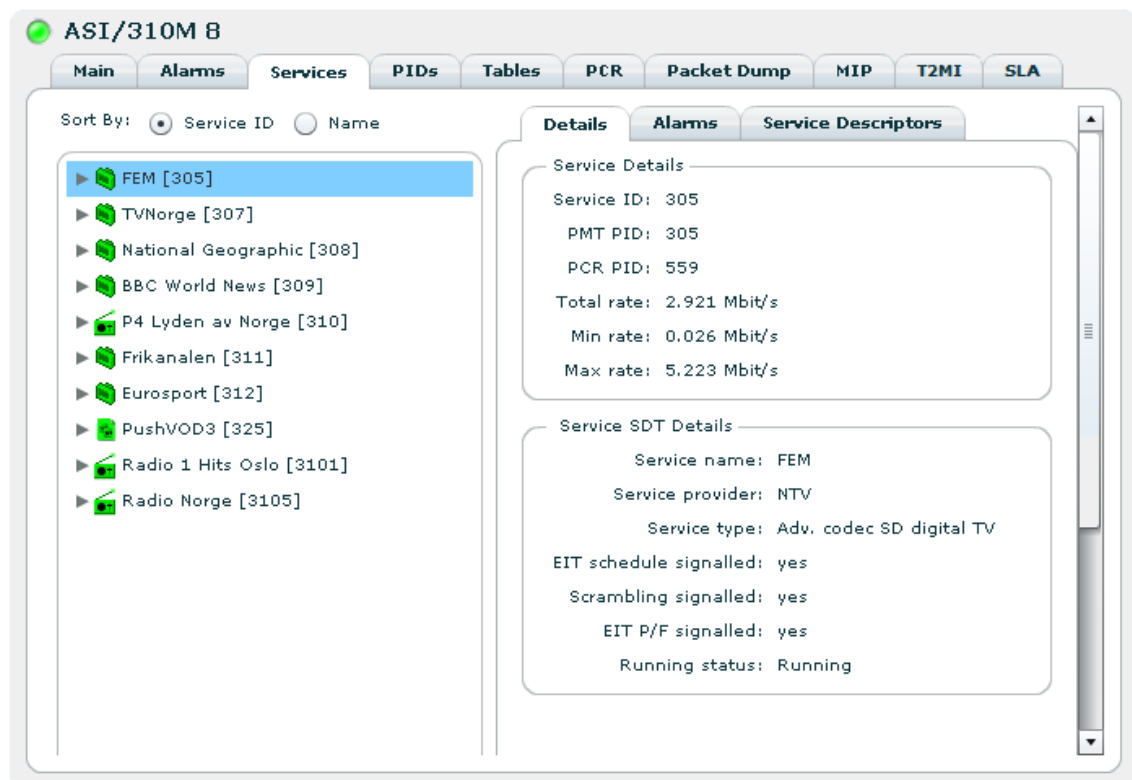 ASI/310M 8
Main Alarms Services PIDs Tables PCR Packet Dump MIP T2MI SLA
Sort By: Service ID Name
FEM [305]
TVNorge [307]
National Geographic [308]
BBC World News [309]
P4 Lyden av Norge [310]
Frikanalen [311]
Eurosport [312]
PushVOD3 [325]
Radio 1 Hits Oslo [3101]
Radio Norge [3105]
Details Alarms Service Descriptors
Service Details
Service ID: 305
PMT PID: 305
PCR PID: 559
Total rate: 2.921 Mbit/s
Min rate: 0.026 Mbit/s
Max rate: 5.223 Mbit/s
Service SDT Details
Service name: FEM
Service provider: NTV
Service type: Adv. codec SD digital TV
EIT schedule signalled: yes
Scrambling signalled: yes
EIT P/F signalled: yes
Running status: Running